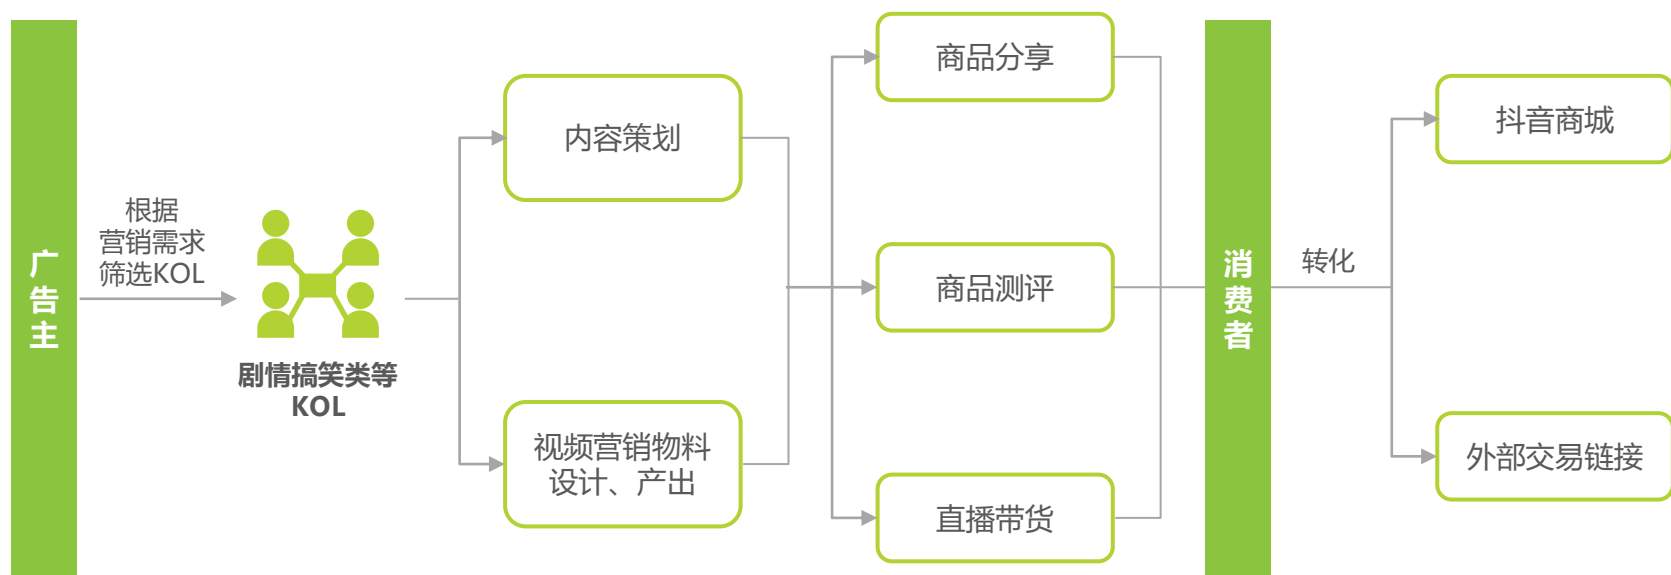 广告主
根据
营销需求
筛选KOL
剧情搞笑类等
KOL
内容策划
视频营销物料
设计、产出
商品分享
商品测评
直播带货
消费者
转化
抖音商城
外部交易链接